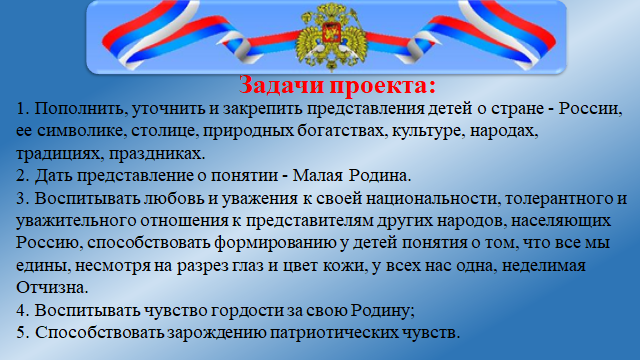 Задачи проекта:
1. Пополнить, уточнить и закрепить представления детей о стране - России,
ее символике, столице, природных богатствах, культуре, народах,
традициях, праздниках.
2. Дать представление о понятии - Малая Родина.
3. Воспитывать любовь и уважения к своей национальности, толерантного и
уважительного отношения к представителям других народов, населяющих
Россию, способствовать формированию у детей понятия о том, что все мы
едины, несмотря на разрез глаз и цвет кожи, у всех нас одна, неделимая
Отчизна.
4. Воспитывать чувство гордости за свою Родину;
5. Способствовать зарождению патриотических чувств.